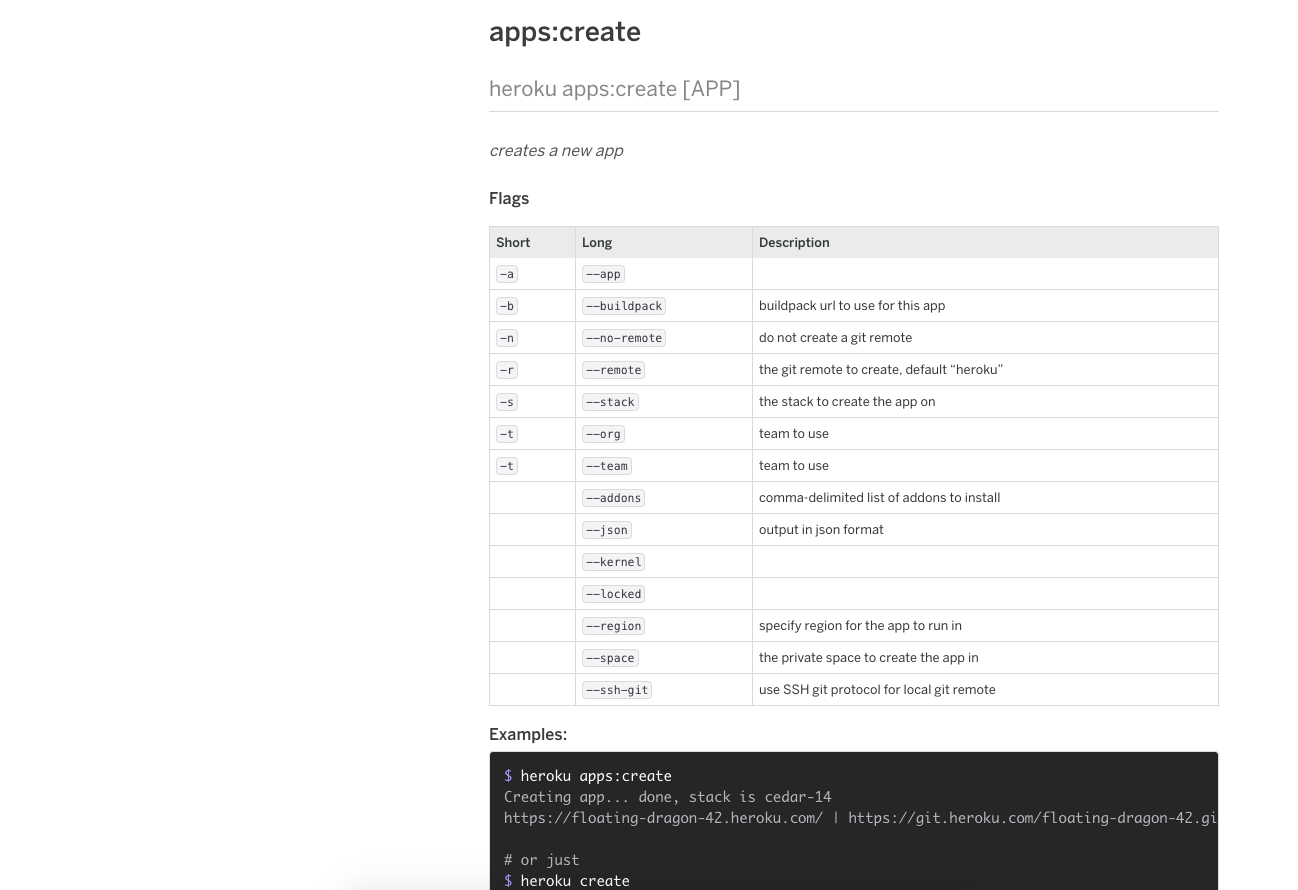 apps:create
heroku apps:create [APP]
creates a new app
Flags
Short Long Description
-a --app
-b --buildpack buildpack url to use for this app
-n --no-remote do not create a git remote
-r --remote the git remote to create, default “heroku”
-s --stack the stack to create the app on
-t --org team to use
-t --team team to use
--addons comma-delimited list of addons to install
--json output in json format
--kernel
--locked
--region specify region for the app to run in
--space the private space to create the app in
--ssh-git use SSH git protocol for local git remote
Examples:
$ heroku apps:create
Creating app... done, stack is cedar-14
https://floating-dragon-42.heroku.com/ | https://git.heroku.com/floating-dragon-42.gi
# or just
$ heroku create